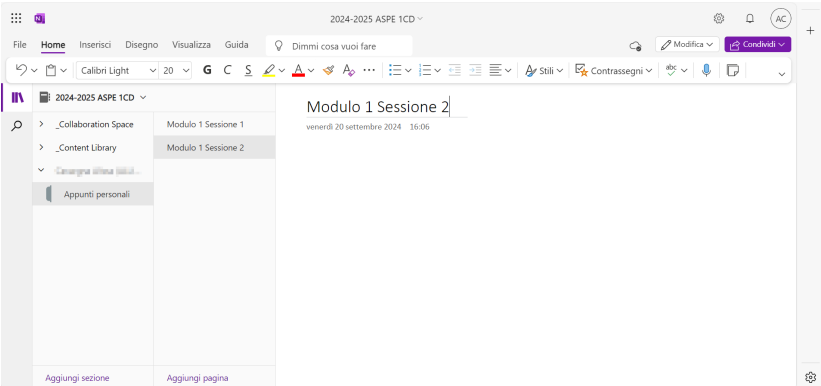 2024-2025 ASPE 1CD
AC
File Home Inserisci Disegno Visualizza Guida Dimmi cosa vuoi fare Modifica Condividi
Calibri Light 20 G C S A A Stili Contrassegni abc
2024-2025 ASPE 1CD
_Collaboration Space
_Content Library
Appunti personali
Modulo 1 Sessione 1
Modulo 1 Sessione 2
Modulo 1 Sessione 2
venerdì 20 settembre 2024 16:06
Aggiungi sezione
Aggiungi pagina